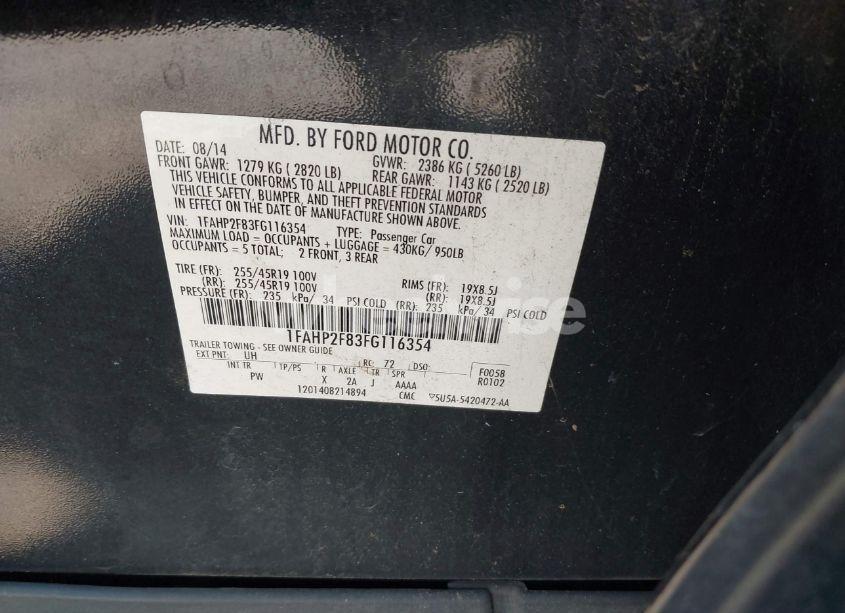 MFD. BY FORD MOTOR CO.
DATE: 08/14 GVWR: 2386 KG ( 5260 LB)
FRONT GAWR: 1279 KG ( 2820 LB) REAR GAWR: 1143 KG ( 2520 LB)
THIS VEHICLE CONFORMS TO ALL APPLICABLE FEDERAL MOTOR
VEHICLE SAFETY, BUMPER, AND THEFT PREVENTION STANDARDS
IN EFFECT ON THE DATE OF MANUFACTURE SHOWN ABOVE.
VIN: 1FAHP2F83FG116354 TYPE: Passenger Car
MAXIMUM LOAD = OCCUPANTS + LUGGAGE = 430KG/ 950LB
OCCUPANTS = 5 TOTAL; 2 FRONT, 3 REAR
TIRE (FR): 255/45R19 100V RIMS (FR): 19X8.5J
(RR): 255/45R19 100V (RR): 19X8.5J
PRESSURE (FR): 235 kPa/ 34 PSI COLD (RR): 235 kPa/ 34 PSI COLD
1FAHP2F83FG116354
TRAILER TOWING - SEE OWNER GUIDE
EXT PNT: UH RC: 72 DSO: F0058
INT TR TP/PS R AXLE TR SPR R0102
PW X 2A J AAAA
1201408214894 CMC 5U5A-5420472-AA